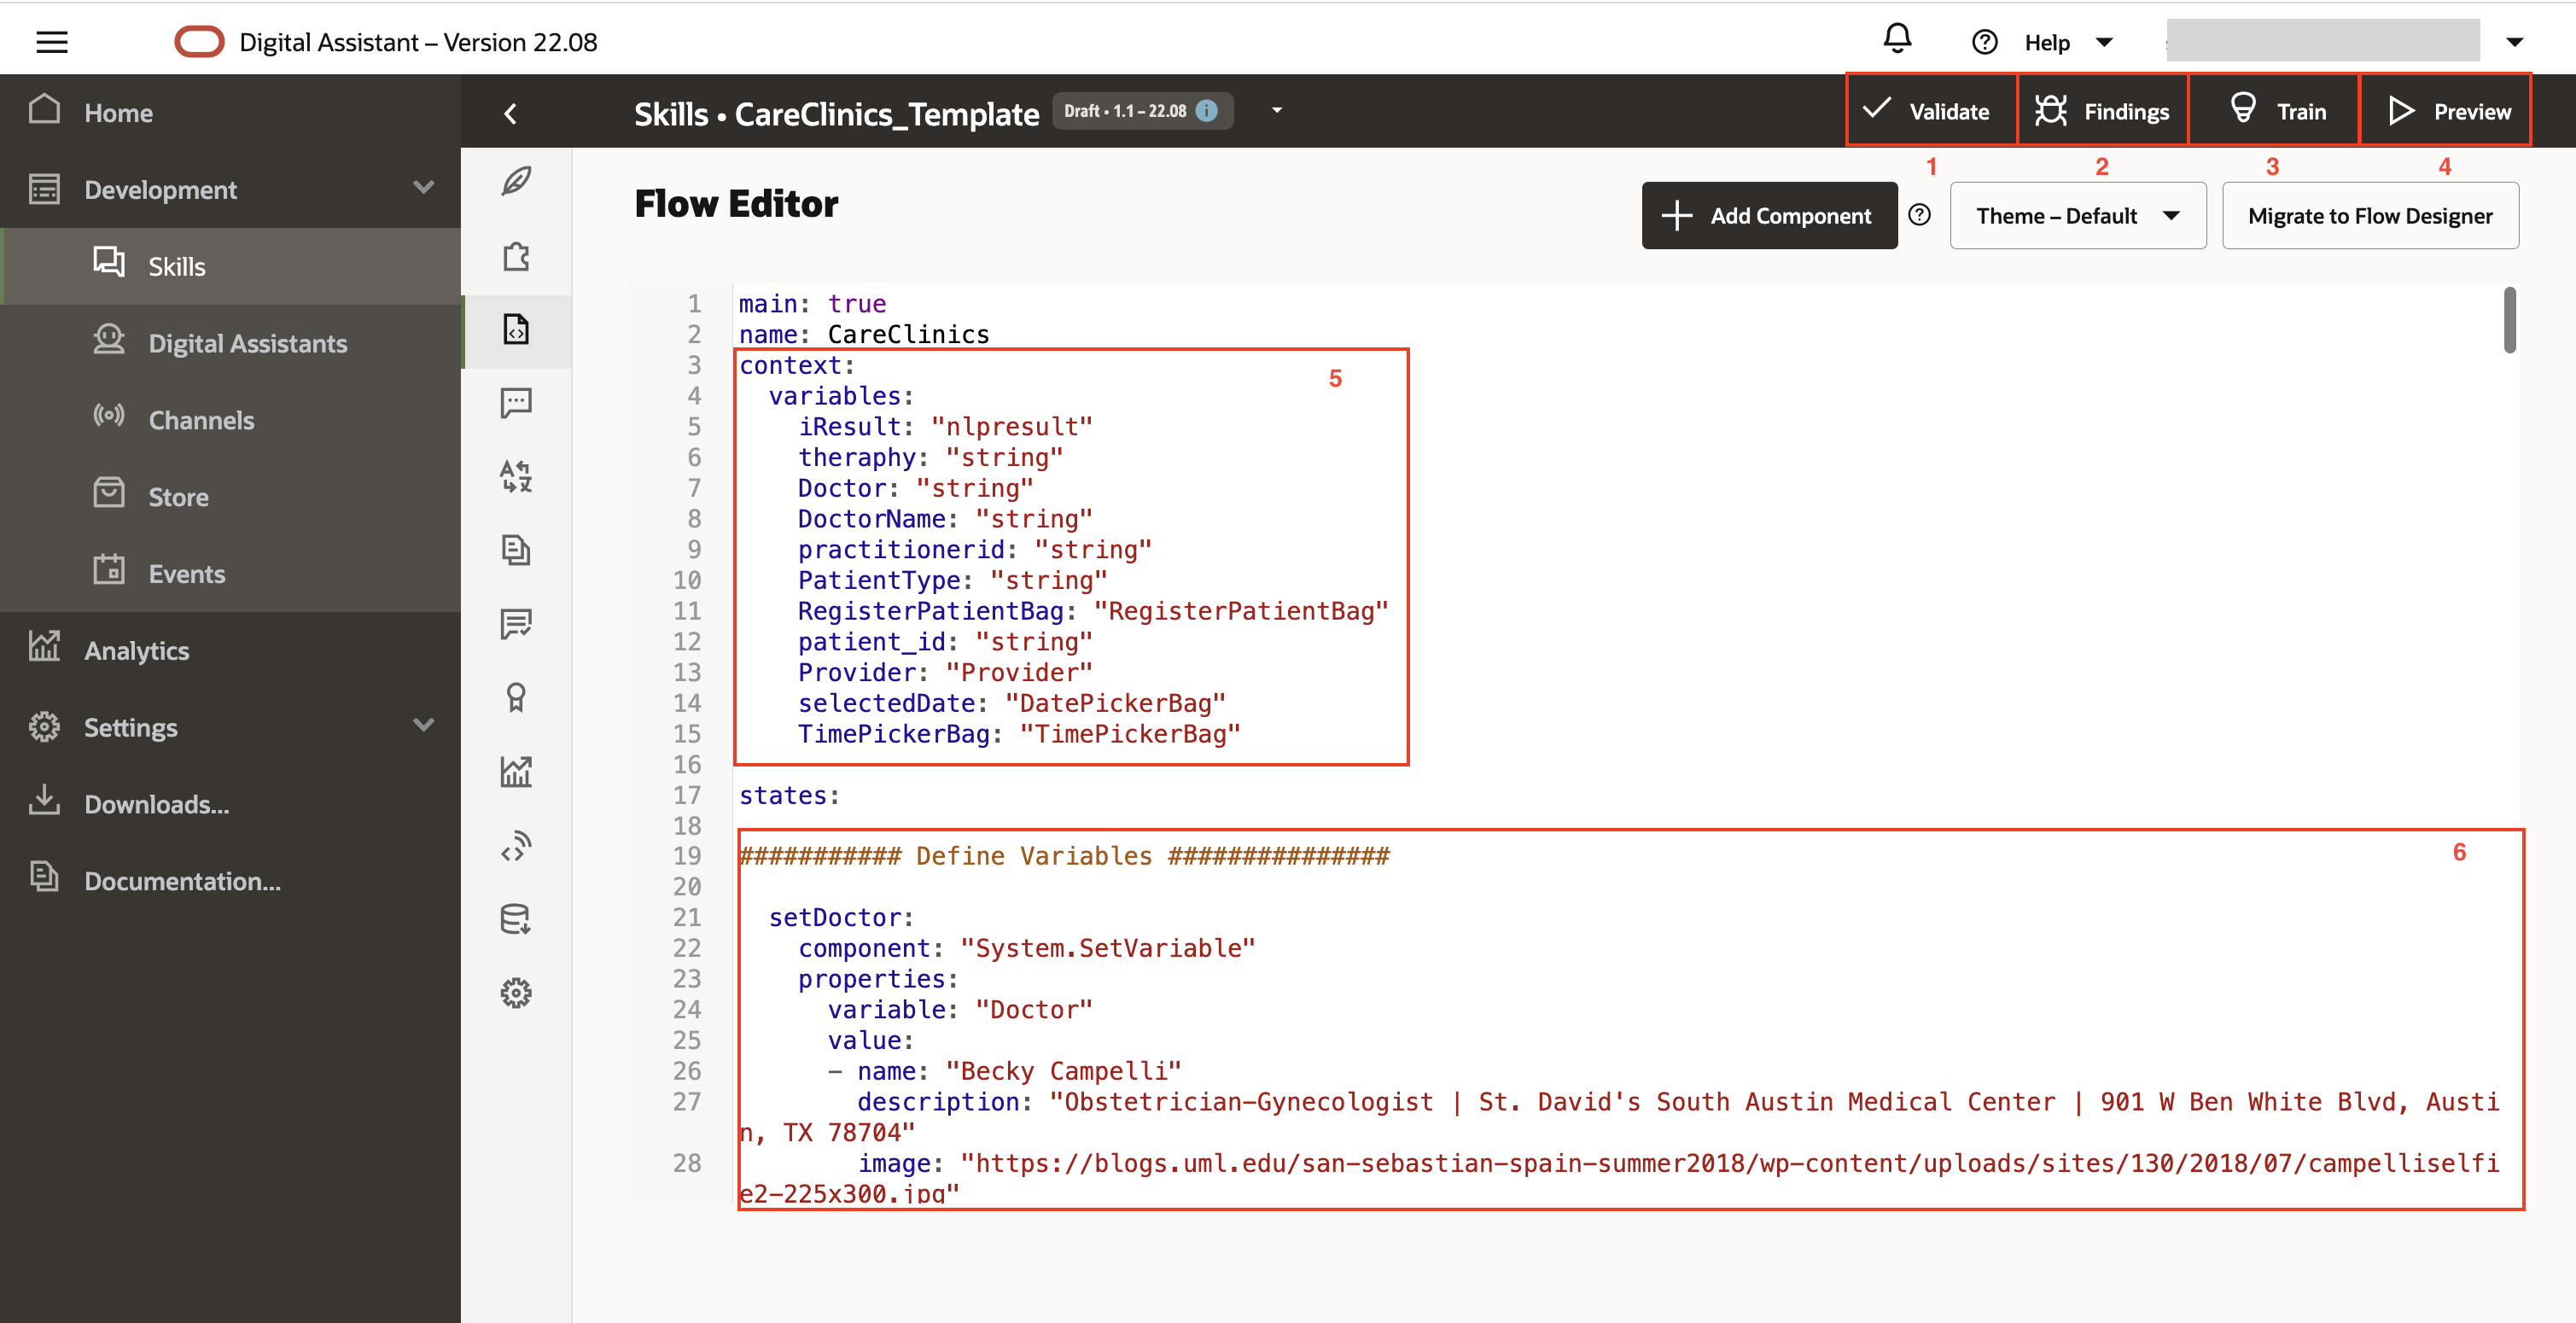 Digital Assistant – Version 22.08
Help
Home
Development
Skills
Digital Assistants
Channels
Store
Events
Analytics
Settings
Downloads...
Documentation...
Skills • CareClinics_Template
Draft • 1.1 – 22.08
Validate
Findings
Train
Preview
1
2
3
4
Flow Editor
Add Component
Theme – Default
Migrate to Flow Designer
1 main: true
2 name: CareClinics
3 context:
5
4 variables:
5 iResult: "nlpresult"
6 theraphy: "string"
7 Doctor: "string"
8 DoctorName: "string"
9 practitionerid: "string"
10 PatientType: "string"
11 RegisterPatientBag: "RegisterPatientBag"
12 patient_id: "string"
13 Provider: "Provider"
14 selectedDate: "DatePickerBag"
15 TimePickerBag: "TimePickerBag"
16
17 states:
18
19 ########### Define Variables ###############
6
20
21 setDoctor:
22 component: "System.SetVariable"
23 properties:
24 variable: "Doctor"
25 value:
26 - name: "Becky Campelli"
27 description: "Obstetrician-Gynecologist | St. David's South Austin Medical Center | 901 W Ben White Blvd, Austi
n, TX 78704"
28 image: "https://blogs.uml.edu/san-sebastian-spain-summer2018/wp-content/uploads/sites/130/2018/07/campelliselfi
e2-225x300.jpg"